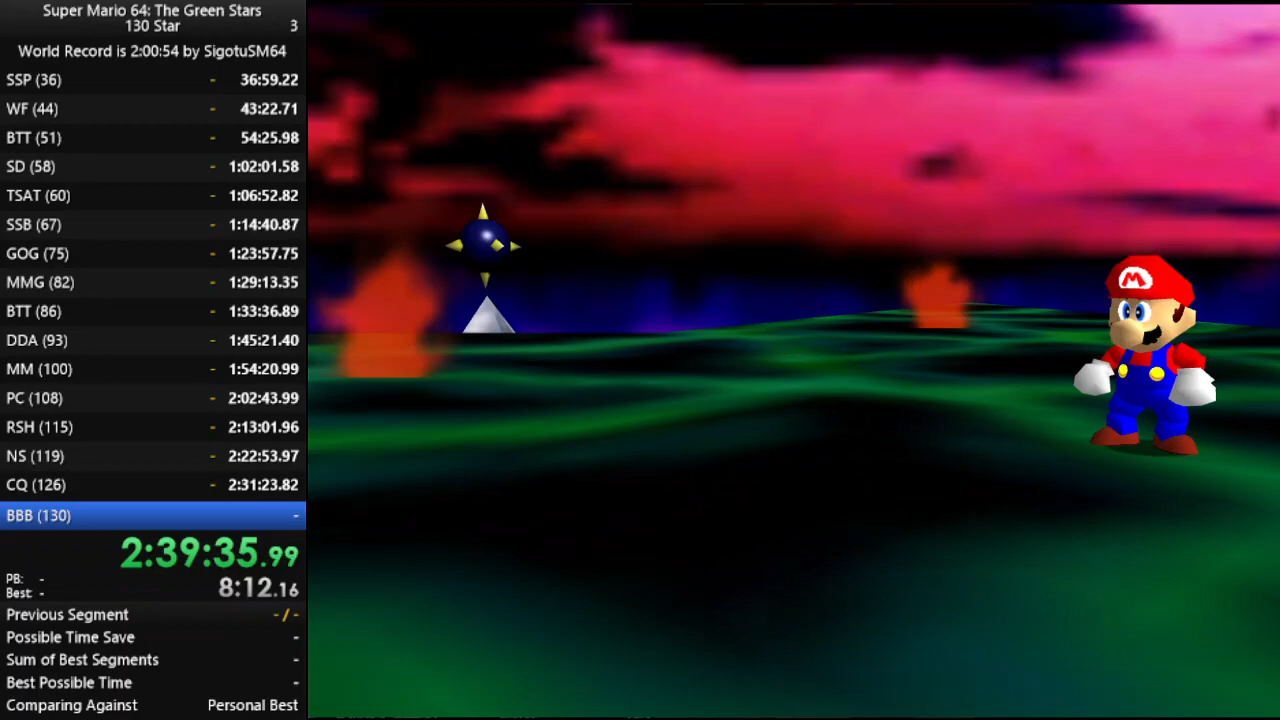 Super Mario 64: The Green Stars
130 Star 3
World Record is 2:00:54 by SigotuSM64
SSP (36) - 36:59.22
WF (44) - 43:22.71
BTT (51) - 54:25.98
SD (58) - 1:02:01.58
TSAT (60) - 1:06:52.82
SSB (67) - 1:14:40.87
GOG (75) - 1:23:57.75
MMG (82) - 1:29:13.35
BTT (86) - 1:33:36.89
DDA (93) - 1:45:21.40
MM (100) - 1:54:20.99
PC (108) - 2:02:43.99
RSH (115) - 2:13:01.96
NS (119) - 2:22:53.97
CQ (126) - 2:31:23.82
BBB (130) -
2:39:35.99
PB: - 8:12.16
Best: -
Previous Segment - / -
Possible Time Save -
Sum of Best Segments -
Best Possible Time -
Comparing Against Personal Best
M